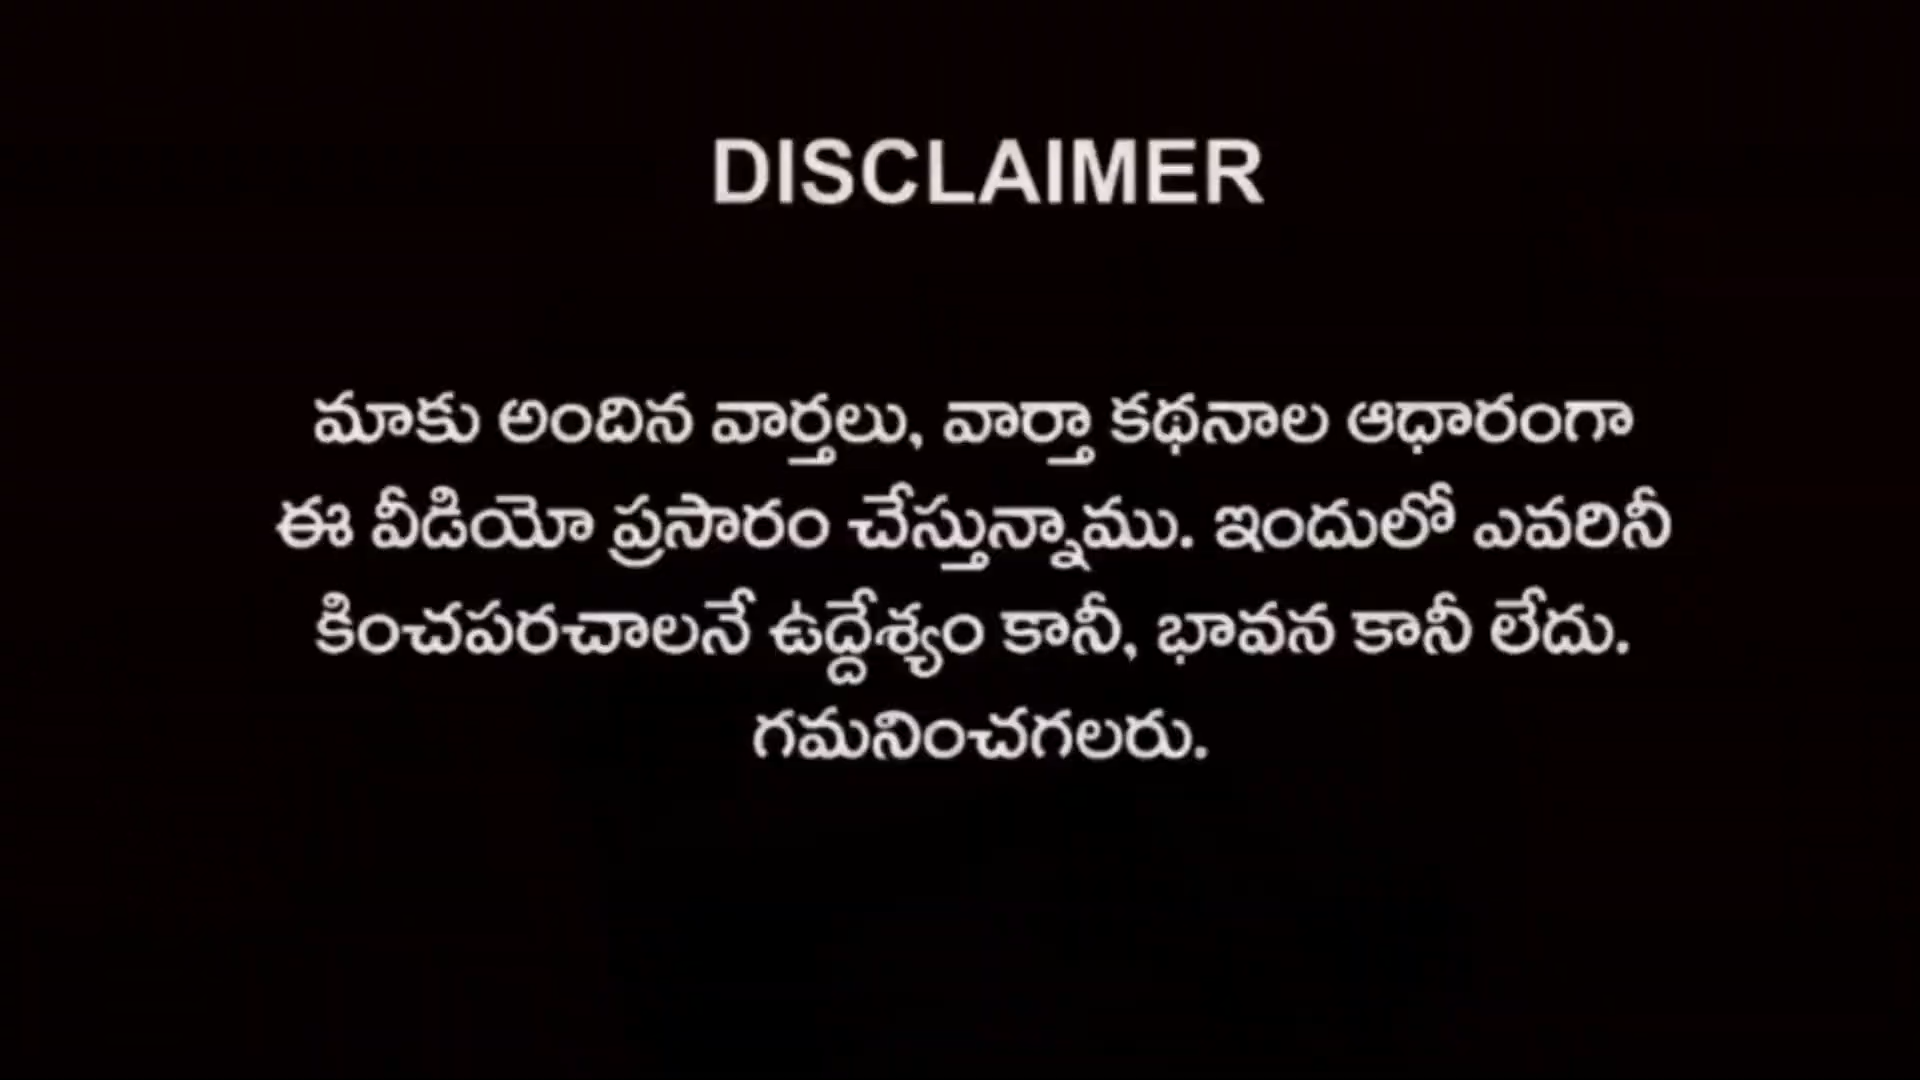 DISCLAIMER
మాకు అందిన వార్తలు, వార్తా కథనాల ఆధారంగా
ఈ వీడియో ప్రసారం చేస్తున్నాము. ఇందులో ఎవరినీ
కించపరచాలనే ఉద్దేశ్యం కానీ, భావన కానీ లేదు.
గమనించగలరు.